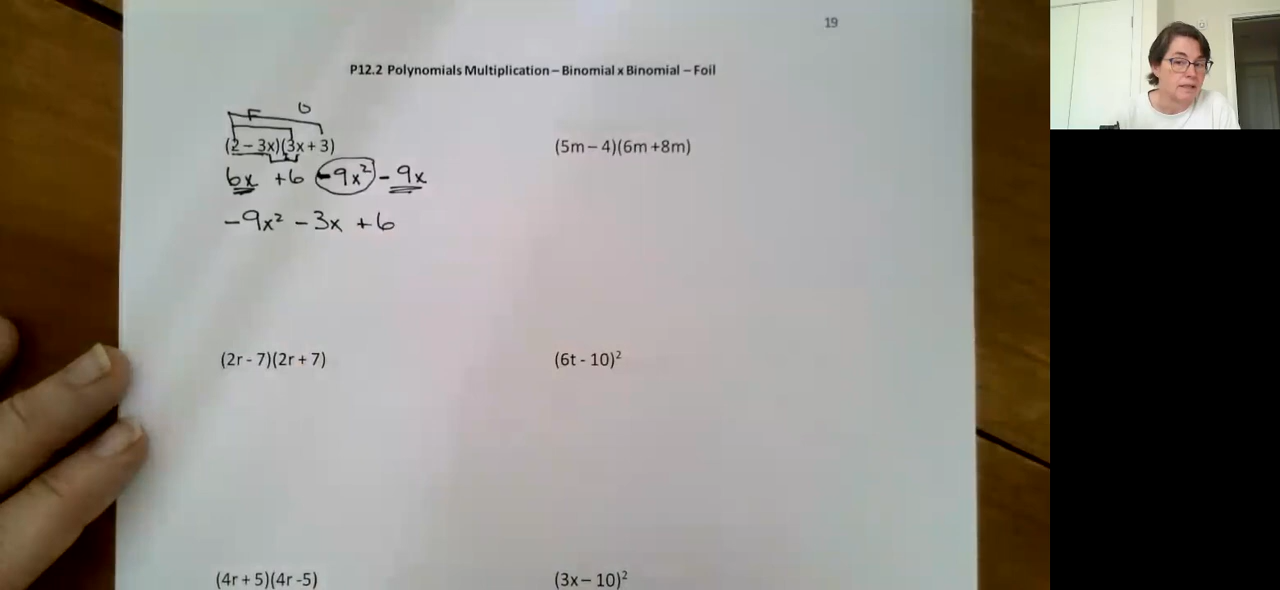 19
P12.2 Polynomials Multiplication – Binomial x Binomial – Foil
F O
(2 – 3x)(3x + 3)
6x + 6 - 9x² - 9x
- 9x² - 3x + 6
(5m – 4)(6m +8m)
(2r - 7)(2r + 7)
(6t - 10)²
(4r + 5)(4r -5)
(3x – 10)²